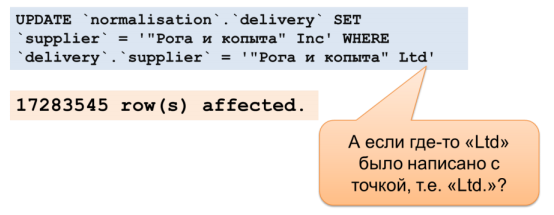 UPDATE `normalisation`.`delivery` SET
`supplier` = '"Рога и копыта" Inc' WHERE
`delivery`.`supplier` = '"Рога и копыта" Ltd'
17283545 row(s) affected.
А если где-то «Ltd»
было написано с
точкой, т.е. «Ltd.»?